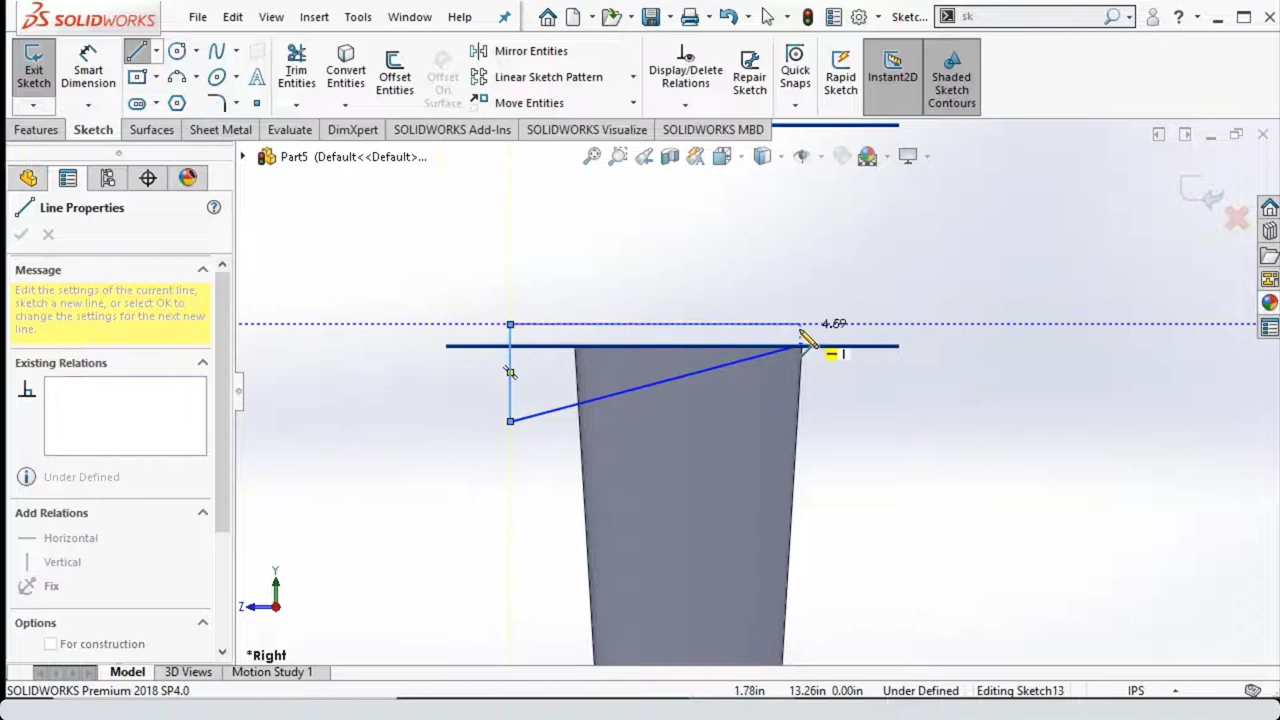 SOLIDWORKS
File Edit View Insert Tools Window Help
Sketc...
sk
Exit Sketch
Smart Dimension
Trim Entities
Convert Entities
Offset Entities
Offset On Surface
Mirror Entities
Linear Sketch Pattern
Move Entities
Display/Delete Relations
Repair Sketch
Quick Snaps
Rapid Sketch
Instant2D
Shaded Sketch Contours
Features Sketch Surfaces Sheet Metal Evaluate DimXpert SOLIDWORKS Add-Ins SOLIDWORKS Visualize SOLIDWORKS MBD
Part5 (Default<<Default>...
Line Properties
Message
Edit the settings of the current line,
sketch a new line, or select OK to
change the settings for the next new
line.
Existing Relations
Under Defined
Add Relations
Horizontal
Vertical
Fix
Options
For construction
4.59
Y
Z
*Right
Model 3D Views Motion Study 1
SOLIDWORKS Premium 2018 SP4.0
1.78in 13.26in 0.00in Under Defined Editing Sketch13 IPS